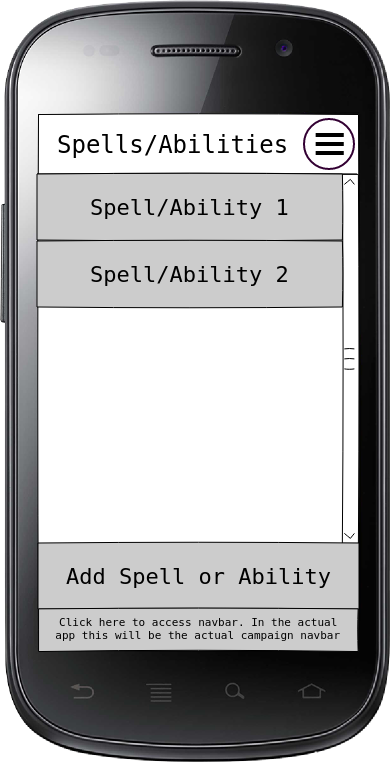 Spells/Abilities
Spell/Ability 1
Spell/Ability 2
Add Spell or Ability
Click here to access navbar. In the actual
app this will be the actual campaign navbar